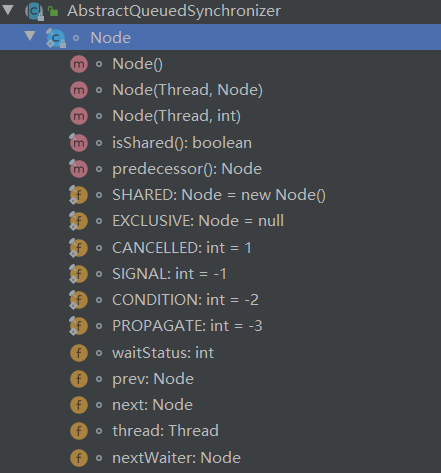 AbstractQueuedSynchronizer
Node
Node()
Node(Thread, Node)
Node(Thread, int)
isShared(): boolean
predecessor(): Node
SHARED: Node = new Node()
EXCLUSIVE: Node = null
CANCELLED: int = 1
SIGNAL: int = -1
CONDITION: int = -2
PROPAGATE: int = -3
waitStatus: int
prev: Node
next: Node
thread: Thread
nextWaiter: Node